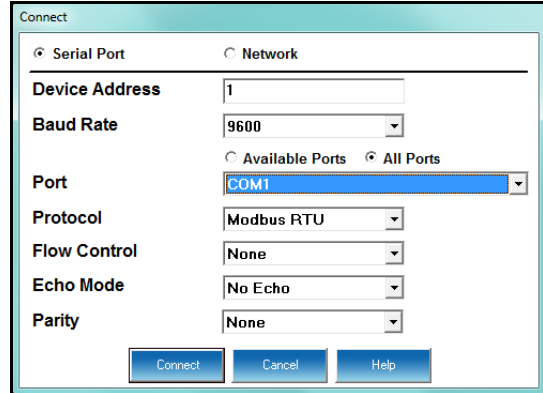 Connect
Serial Port Network
Device Address 1
Baud Rate 9600
Available Ports All Ports
Port COM1
Protocol Modbus RTU
Flow Control None
Echo Mode No Echo
Parity None
Connect Cancel Help